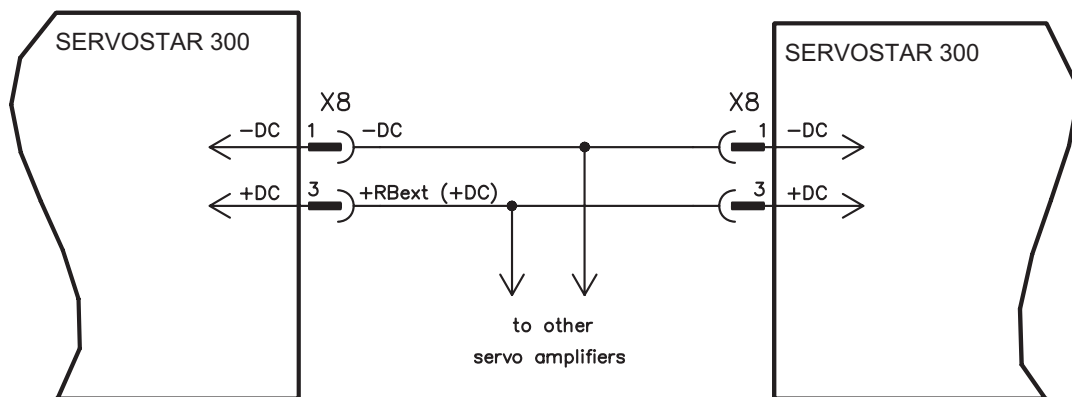 SERVOSTAR 300
SERVOSTAR 300
X8
X8
−DC
1
−DC
1
−DC
+DC
3
+RBext (+DC)
3
+DC
to other
servo amplifiers